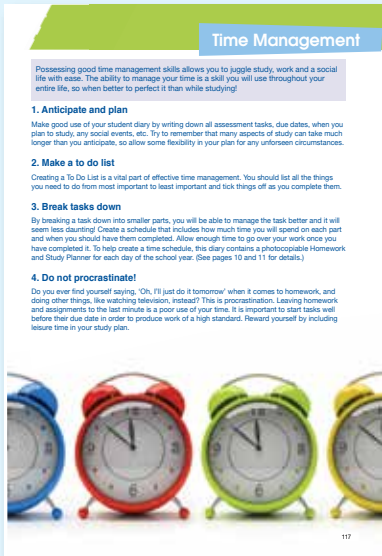 Time Management
Possessing good time management skills allows you to juggle study, work and a social
life with ease. The ability to manage your time is a skill you will use throughout your
entire life, so when better to perfect it than while studying!
1. Anticipate and plan
Make good use of your student diary by writing down all assessment tasks, due dates, when you
plan to study, any social events, etc. Try to remember that many aspects of study can take much
longer than you anticipate, so allow some flexibility in your plan for any unforseen circumstances.
2. Make a to do list
Creating a To Do List is a vital part of effective time management. You should list all the things
you need to do from most important to least important and tick things off as you complete them.
3. Break tasks down
By breaking a task down into smaller parts, you will be able to manage the task better and it will
seem less daunting! Create a schedule that includes how much time you will spend on each part
and when you should have them completed. Allow enough time to go over your work once you
have completed it. To help create a time schedule, this diary contains a photocopiable Homework
and Study Planner for each day of the school year. (See pages 10 and 11 for details.)
4. Do not procrastinate!
Do you ever find yourself saying, 'Oh, I'll just do it tomorrow' when it comes to homework, and
doing other things, like watching television, instead? This is procrastination. Leaving homework
and assignments to the last minute is a poor use of your time. It is important to start tasks well
before their due date in order to produce work of a high standard. Reward yourself by including
leisure time in your study plan.
117